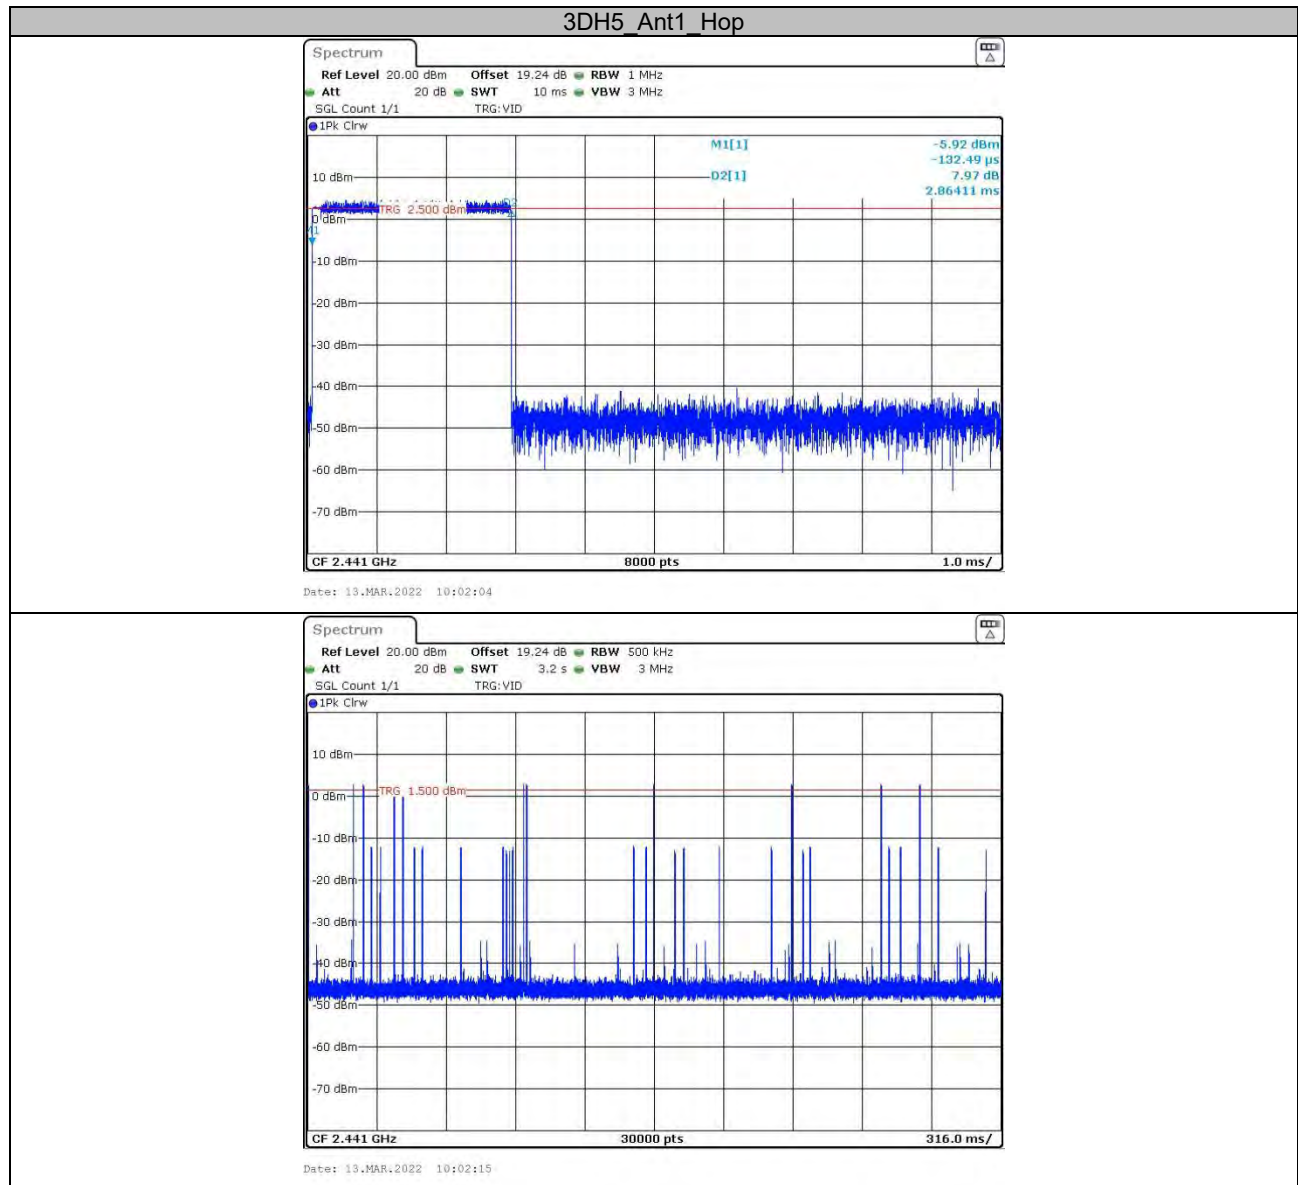 3DH5_Ant1_Hop
Spectrum
Ref Level 20.00 dBm Offset 19.24 dB RBW 1 MHz
Att 20 dB SWT 10 ms VBW 3 MHz
SGL Count 1/1 TRG:VID
1Pk Clrw
M1[1] -5.92 dBm
-132.49 µs
10 dBm D2[1] 7.97 dB
2.86411 ms
D2
TRG 2.500 dBm
0 dBm
M1
-10 dBm
-20 dBm
-30 dBm
-40 dBm
-50 dBm
-60 dBm
-70 dBm
CF 2.441 GHz 8000 pts 1.0 ms/
Date: 13.MAR.2022 10:02:04
Spectrum
Ref Level 20.00 dBm Offset 19.24 dB RBW 500 kHz
Att 20 dB SWT 3.2 s VBW 3 MHz
SGL Count 1/1 TRG:VID
1Pk Clrw
10 dBm
TRG 1.500 dBm
0 dBm
-10 dBm
-20 dBm
-30 dBm
-40 dBm
-50 dBm
-60 dBm
-70 dBm
CF 2.441 GHz 30000 pts 316.0 ms/
Date: 13.MAR.2022 10:02:15